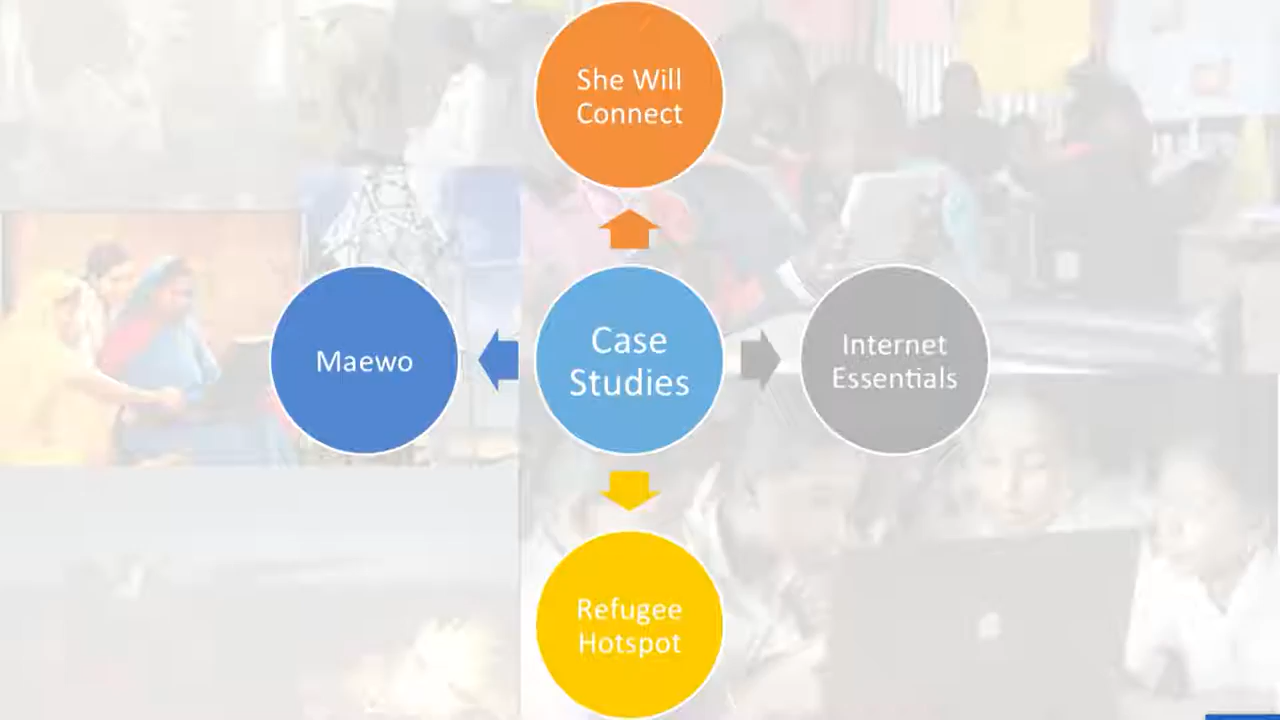 She Will
Connect
Maewo
Case
Studies
Internet
Essentials
Refugee
Hotspot